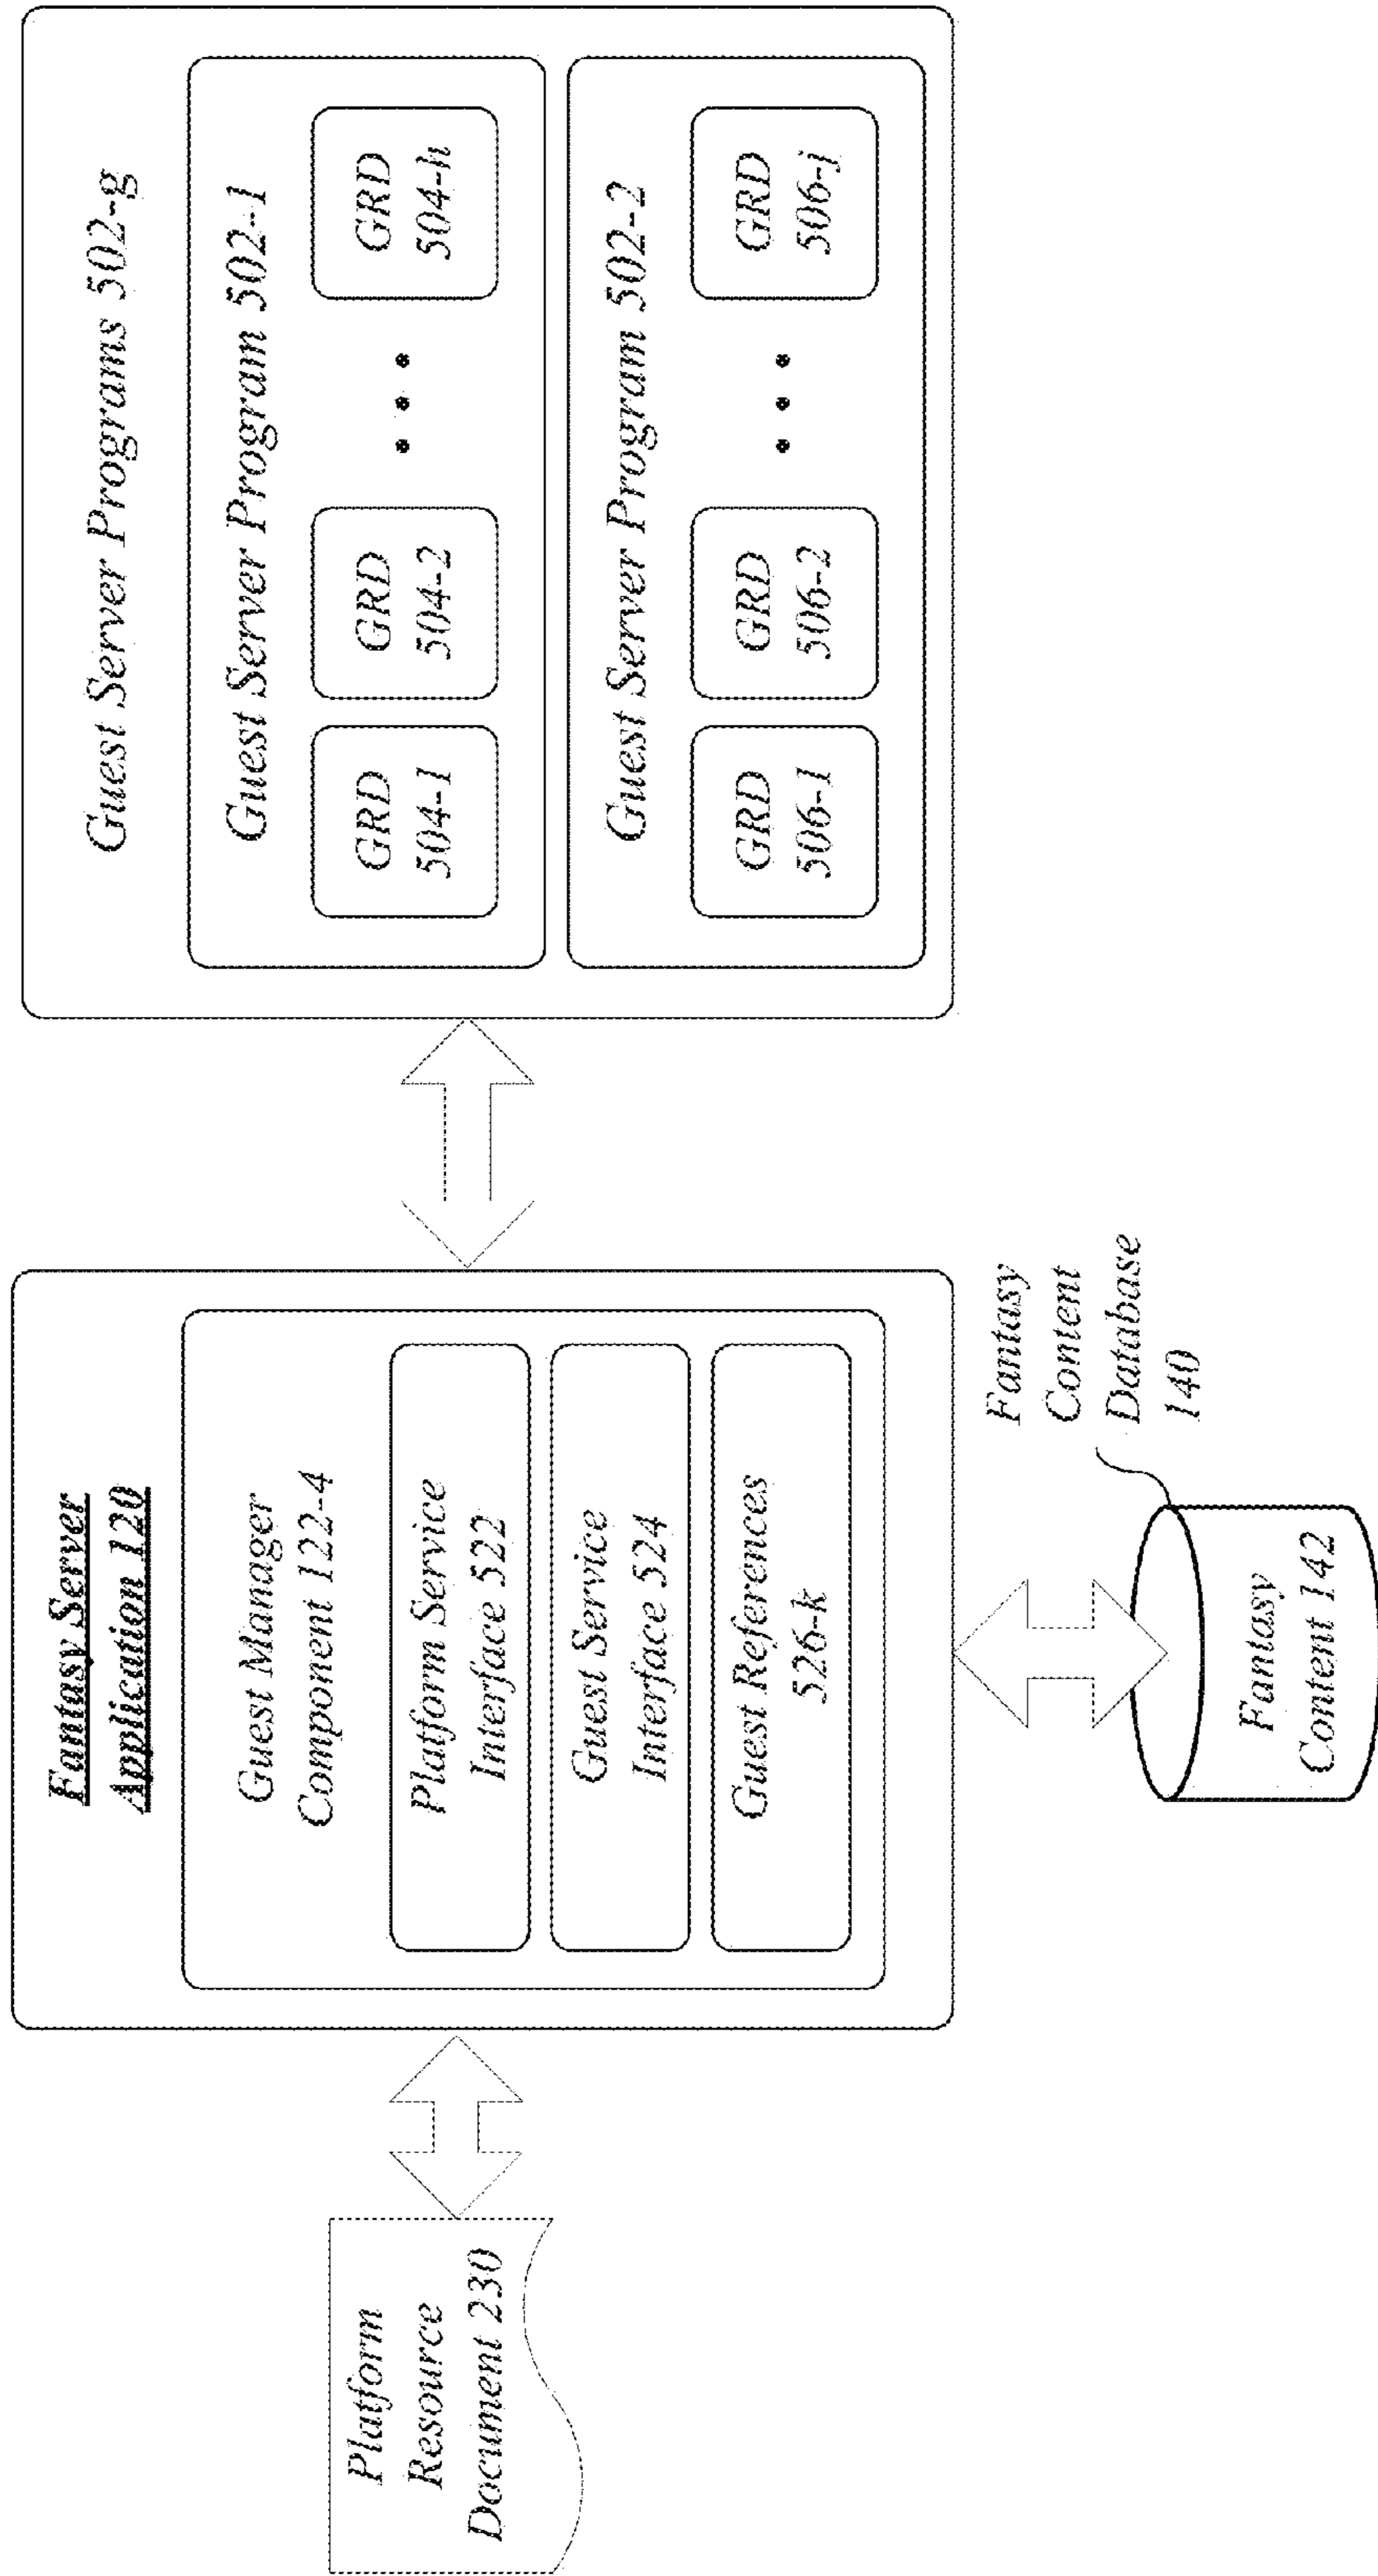 Platform
Resource
Document 230
Fantasy Server
Application 120
Guest Manager
Component 122-4
Platform Service
Interface 522
Guest Service
Interface 524
Guest References
526-k
Fantasy
Content
Database
140
Fantasy
Content 142
Guest Server Programs 502-g
Guest Server Program 502-1
GRD
504-1
GRD
504-2
• • •
GRD
504-h
Guest Server Program 502-2
GRD
506-1
GRD
506-2
• • •
GRD
506-j